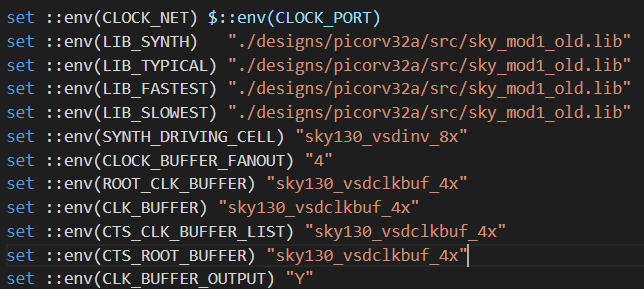 set ::env(CLOCK_NET) $::env(CLOCK_PORT)
set ::env(LIB_SYNTH)   "./designs/picorv32a/src/sky_mod1_old.lib"
set ::env(LIB_TYPICAL) "./designs/picorv32a/src/sky_mod1_old.lib"
set ::env(LIB_FASTEST) "./designs/picorv32a/src/sky_mod1_old.lib"
set ::env(LIB_SLOWEST) "./designs/picorv32a/src/sky_mod1_old.lib"
set ::env(SYNTH_DRIVING_CELL) "sky130_vsdinv_8x"
set ::env(CLOCK_BUFFER_FANOUT) "4"
set ::env(ROOT_CLK_BUFFER) "sky130_vsdclkbuf_4x"
set ::env(CLK_BUFFER) "sky130_vsdclkbuf_4x"
set ::env(CTS_CLK_BUFFER_LIST) "sky130_vsdclkbuf_4x"
set ::env(CTS_ROOT_BUFFER) "sky130_vsdclkbuf_4x"
set ::env(CLK_BUFFER_OUTPUT) "Y"